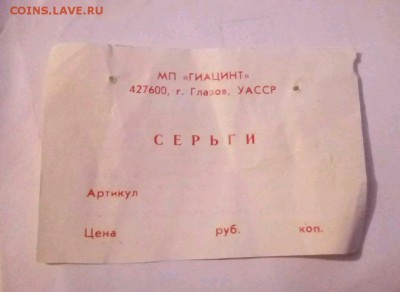 COINS.LAVE.RU
МП «ГИАЦИНТ»
427600, г. Глазов, УАССР
СЕРЬГИ
Артикул
Цена руб. коп.